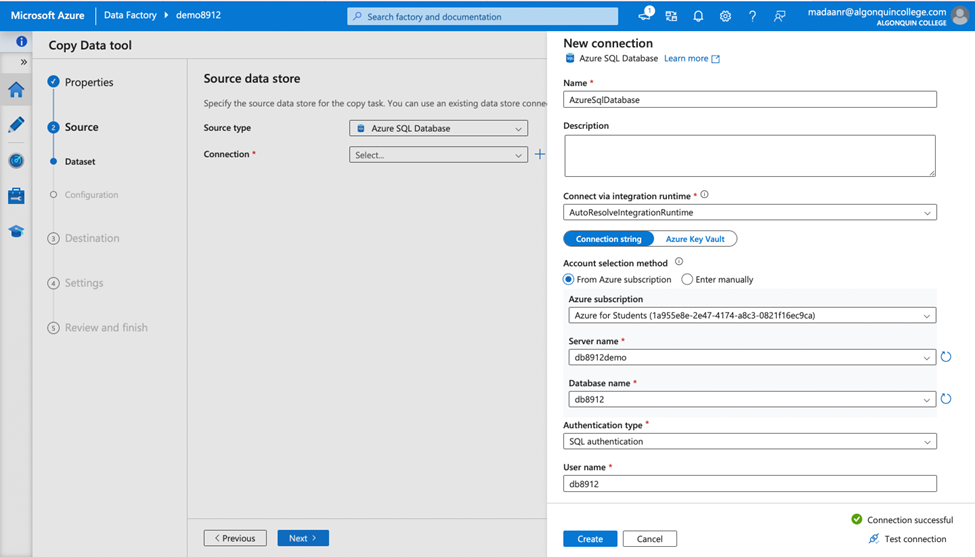 Microsoft Azure
Data Factory
demo8912
Search factory and documentation
1
madaanr@algonquincollege.com
ALGONQUIN COLLEGE
Copy Data tool
Properties
2
Source
Dataset
Configuration
3
Destination
4
Settings
5
Review and finish
Source data store
Specify the source data store for the copy task. You can use an existing data store conne
Source type
Azure SQL Database
Connection *
Select...
Previous
Next
New connection
Azure SQL Database Learn more
Name *
AzureSqlDatabase
Description
Connect via integration runtime *
AutoResolveIntegrationRuntime
Connection string
Azure Key Vault
Account selection method
From Azure subscription
Enter manually
Azure subscription
Azure for Students (1a955e8e-2e47-4174-a8c3-0821f16ec9ca)
Server name *
db8912demo
Database name *
db8912
Authentication type *
SQL authentication
User name *
db8912
Connection successful
Create
Cancel
Test connection